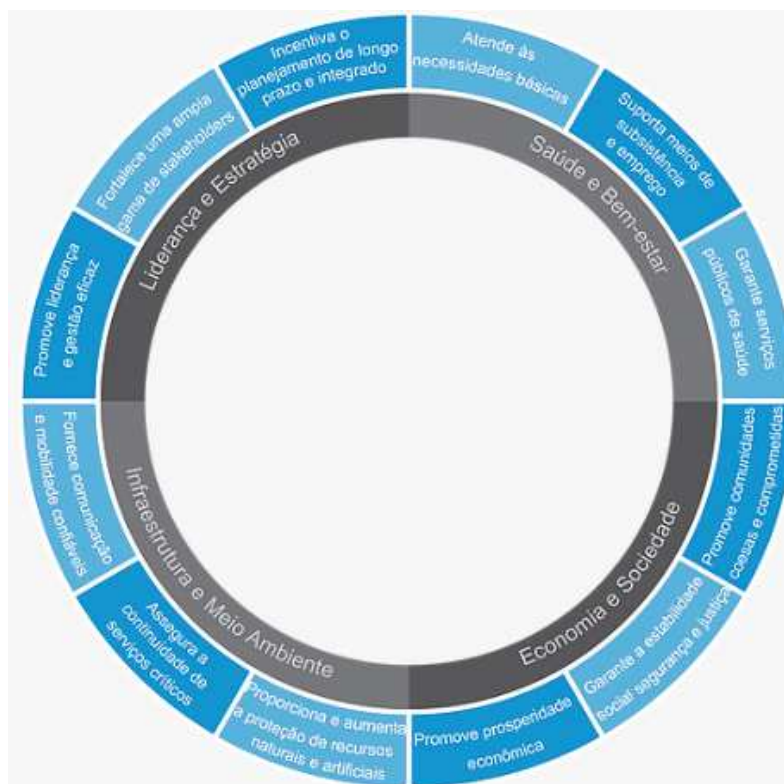 Incentiva o
planejamento de longo
prazo e integrado
Atende às
necessidades básicas
Suporta meios de
subsistência
e emprego
Garante serviços
públicos de saúde
Promove comunidades
coesas e comprometidas
Garante a estabilidade
social segurança e justiça
Promove prosperidade
econômica
Proporciona e aumenta
a proteção de recursos
naturais e artificiais
Assegura a
continuidade de
serviços críticos
Fornece comunicação
e mobilidade confiáveis
Promove liderança
e gestão eficaz
Fortalece uma ampla
gama de stakeholders
Liderança e Estratégia
Saúde e Bem-estar
Economia e Sociedade
Infraestrutura e Meio Ambiente